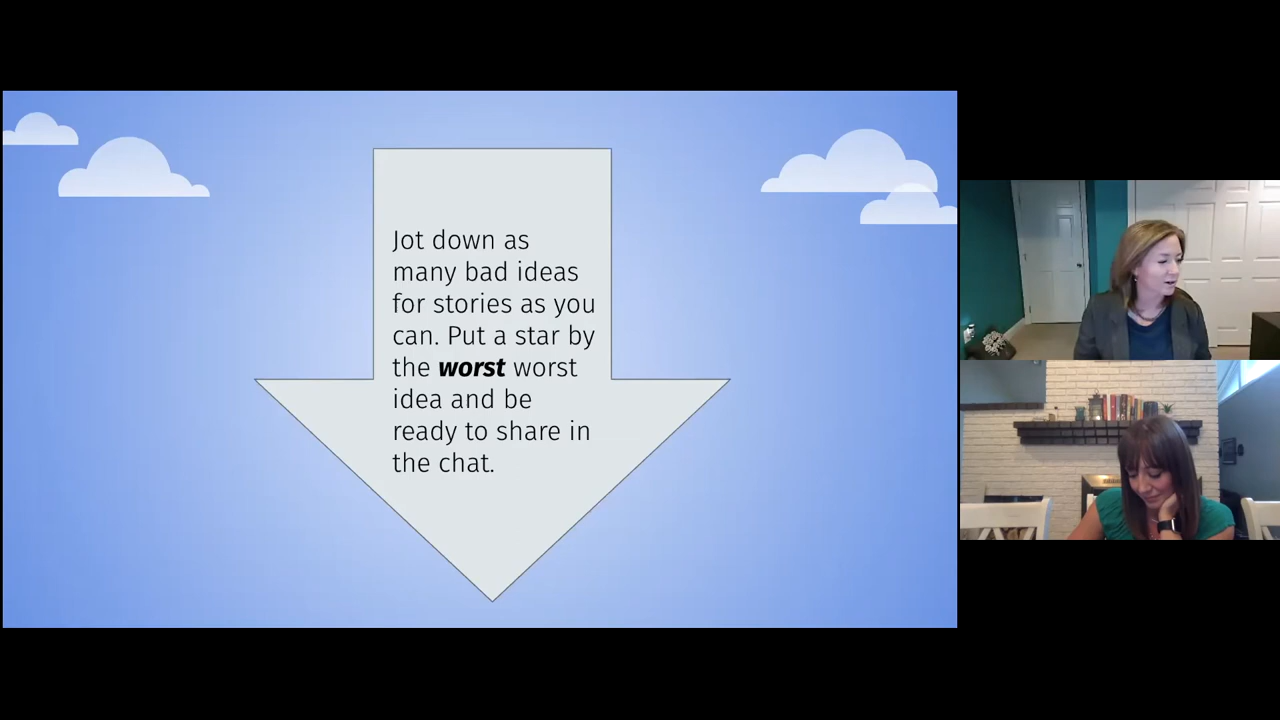 Jot down as
many bad ideas
for stories as you
can. Put a star by
the worst worst
idea and be
ready to share in
the chat.